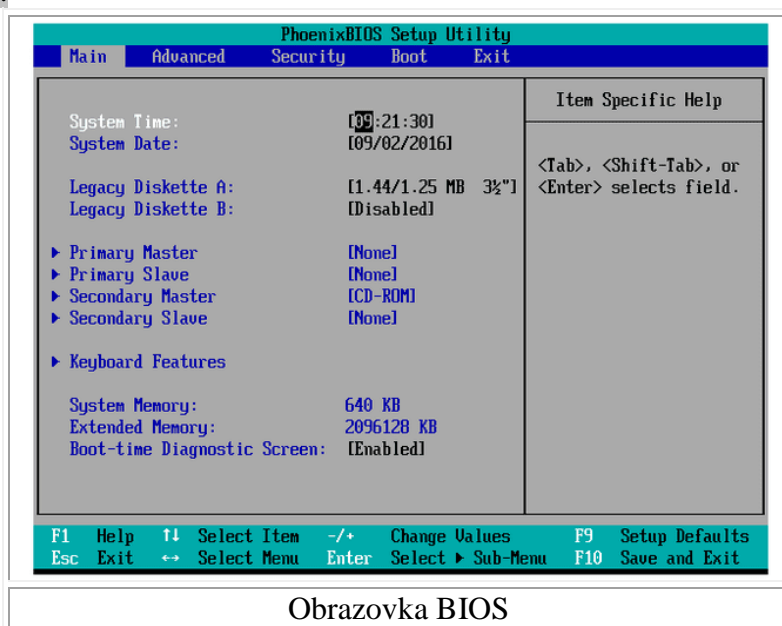 PhoenixBIOS Setup Utility
Main Advanced Security Boot Exit
Item Specific Help
System Time: [09:21:30]
System Date: [09/02/2016]
<Tab>, <Shift-Tab>, or
<Enter> selects field.
Legacy Diskette A: [1.44/1.25 MB 3½"]
Legacy Diskette B: [Disabled]
▶ Primary Master [None]
▶ Primary Slave [None]
▶ Secondary Master [CD-ROM]
▶ Secondary Slave [None]
▶ Keyboard Features
System Memory: 640 KB
Extended Memory: 2096128 KB
Boot-time Diagnostic Screen: [Enabled]
F1 Help ↑↓ Select Item -/+ Change Values F9 Setup Defaults
Esc Exit ↔ Select Menu Enter Select ▶ Sub-Menu F10 Save and Exit
Obrazovka BIOS